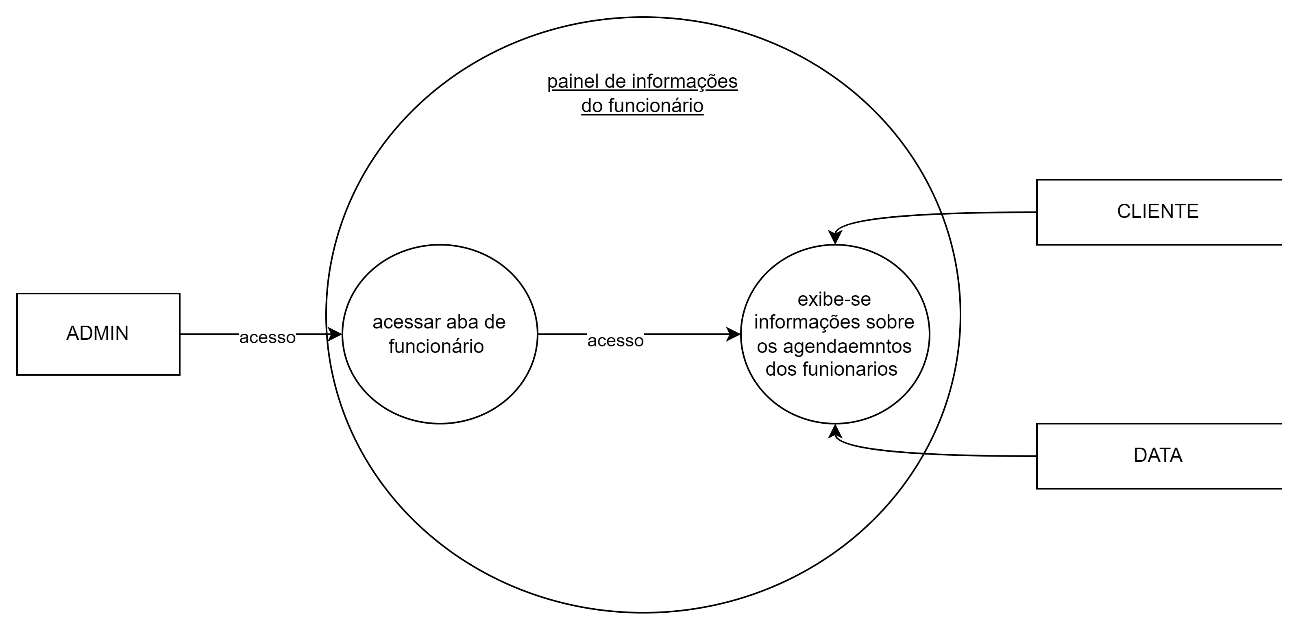 painel de informações
do funcionário
CLIENTE
ADMIN
acesso
acessar aba de
funcionário
acesso
exibe-se
informações sobre
os agendaemntos
dos funionarios
DATA